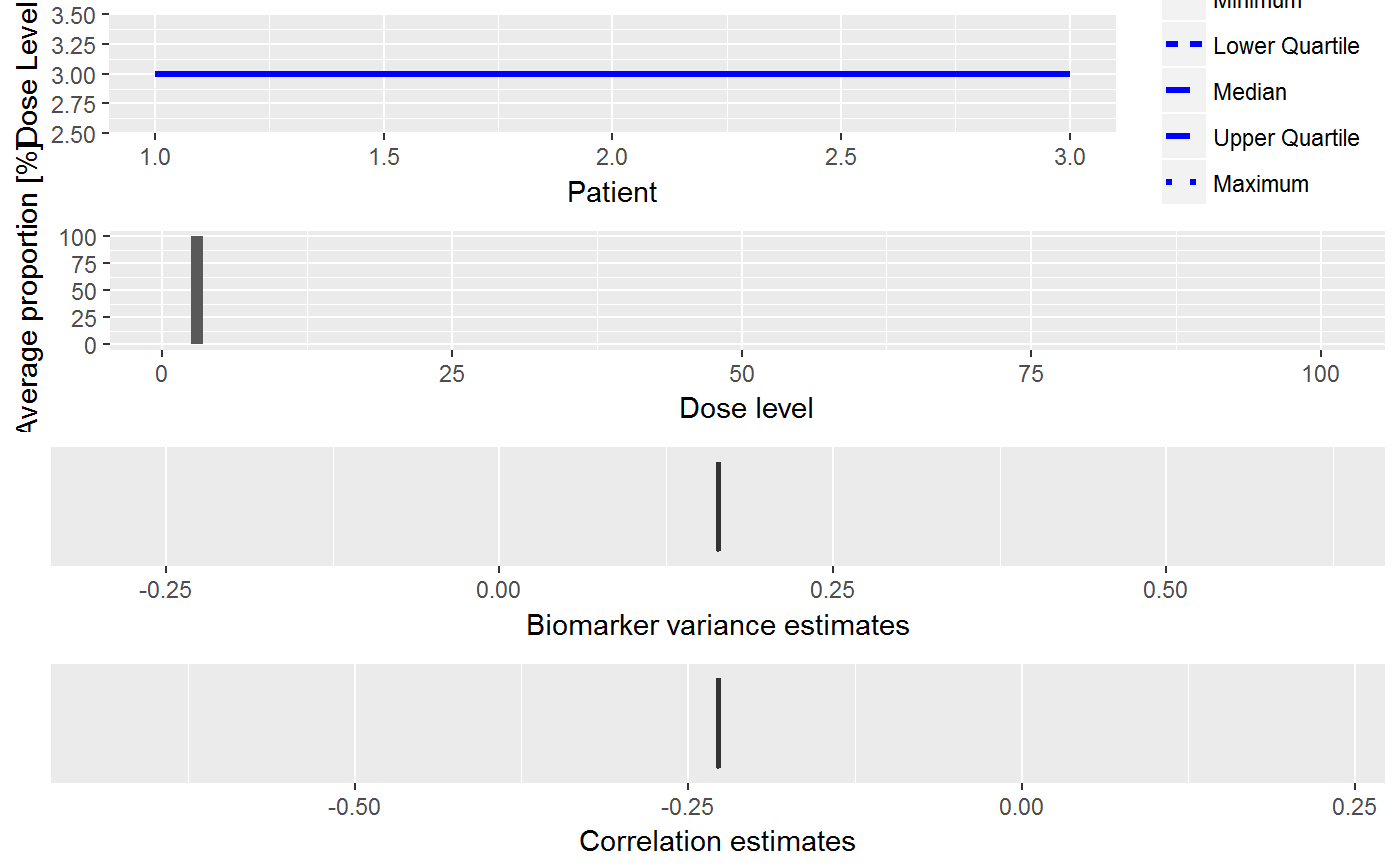 Dose Level
3.50
3.25
3.00
2.75
2.50
1.0 1.5 2.0 2.5 3.0
Patient
Minimum
Lower Quartile
Median
Upper Quartile
Maximum
Average proportion [%]
100
75
50
25
0
0 25 50 75 100
Dose level
-0.25 0.00 0.25 0.50
Biomarker variance estimates
-0.50 -0.25 0.00 0.25
Correlation estimates